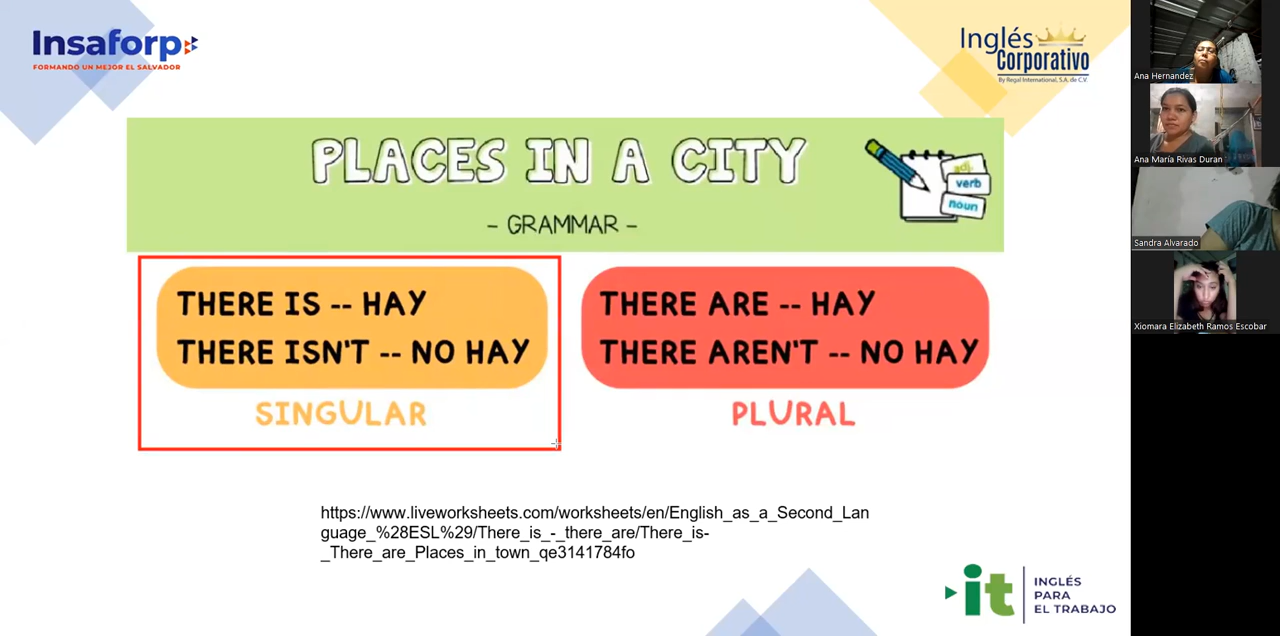 Insaforp
FORMANDO UN MEJOR EL SALVADOR
Inglés
Corporativo
By Regal International, S.A. de C.V.
PLACES IN A CITY
- GRAMMAR -
adj.
verb
noun
THERE IS -- HAY
THERE ISN'T -- NO HAY
SINGULAR
THERE ARE -- HAY
THERE AREN'T -- NO HAY
PLURAL
https://www.liveworksheets.com/worksheets/en/English_as_a_Second_Lan
guage_%28ESL%29/There_is_-_there_are/There_is-
_There_are_Places_in_town_qe3141784fo
it
INGLÉS
PARA
EL TRABAJO
Ana Hernandez
Ana María Rivas Duran
Sandra Alvarado
Xiomara Elizabeth Ramos Escobar